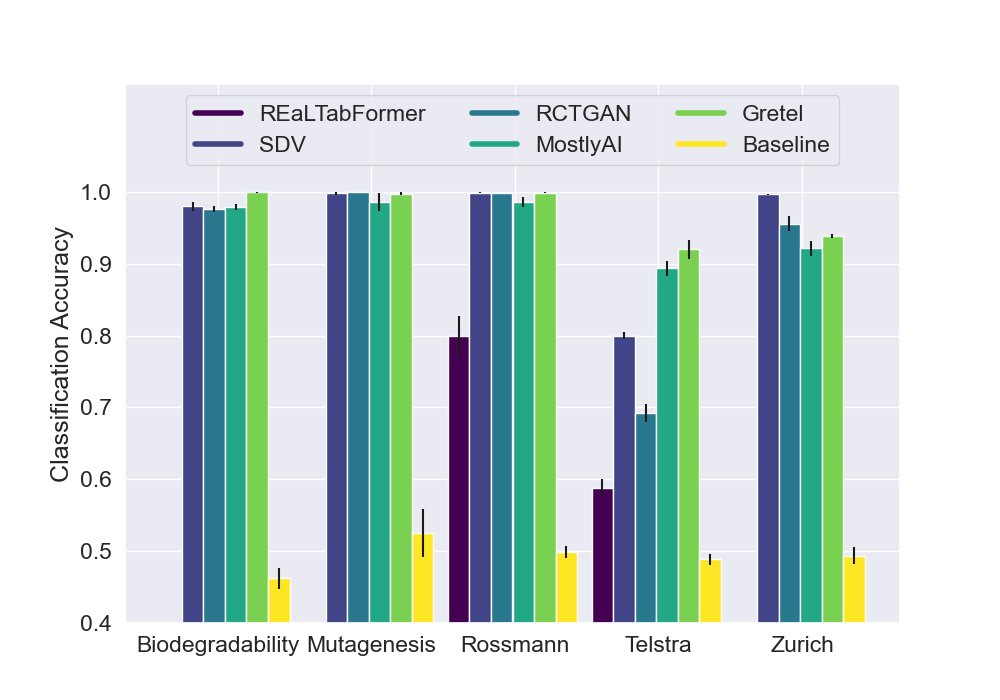 REaLTabFormer RCTGAN Gretel
SDV MostlyAI Baseline
Classification Accuracy
1.0
0.9
0.8
0.7
0.6
0.5
0.4
Biodegradability Mutagenesis Rossmann Telstra Zurich